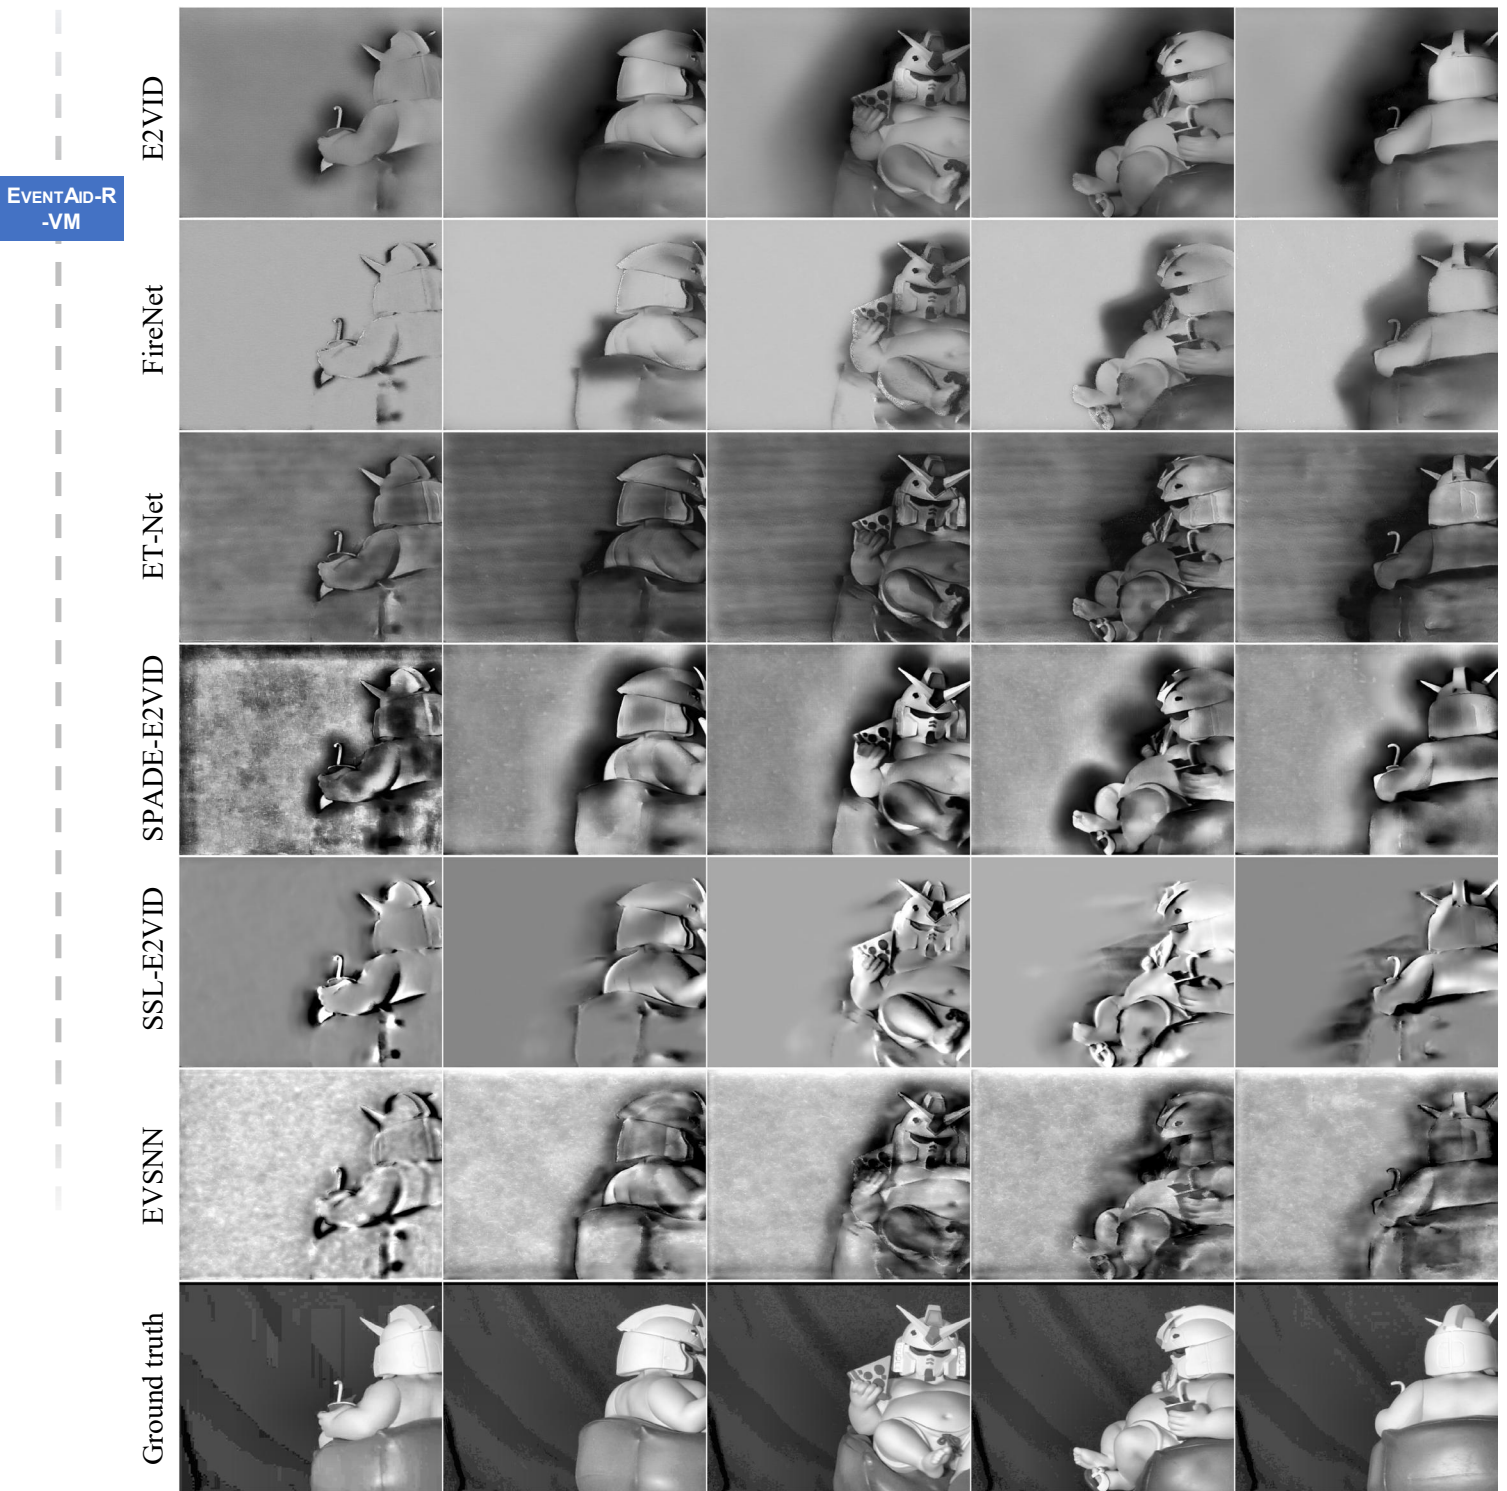 E2VID
EVENTAID-R
-VM
FireNet
ET-Net
SPADE-E2VID
SSL-E2VID
EVSNN
Ground truth